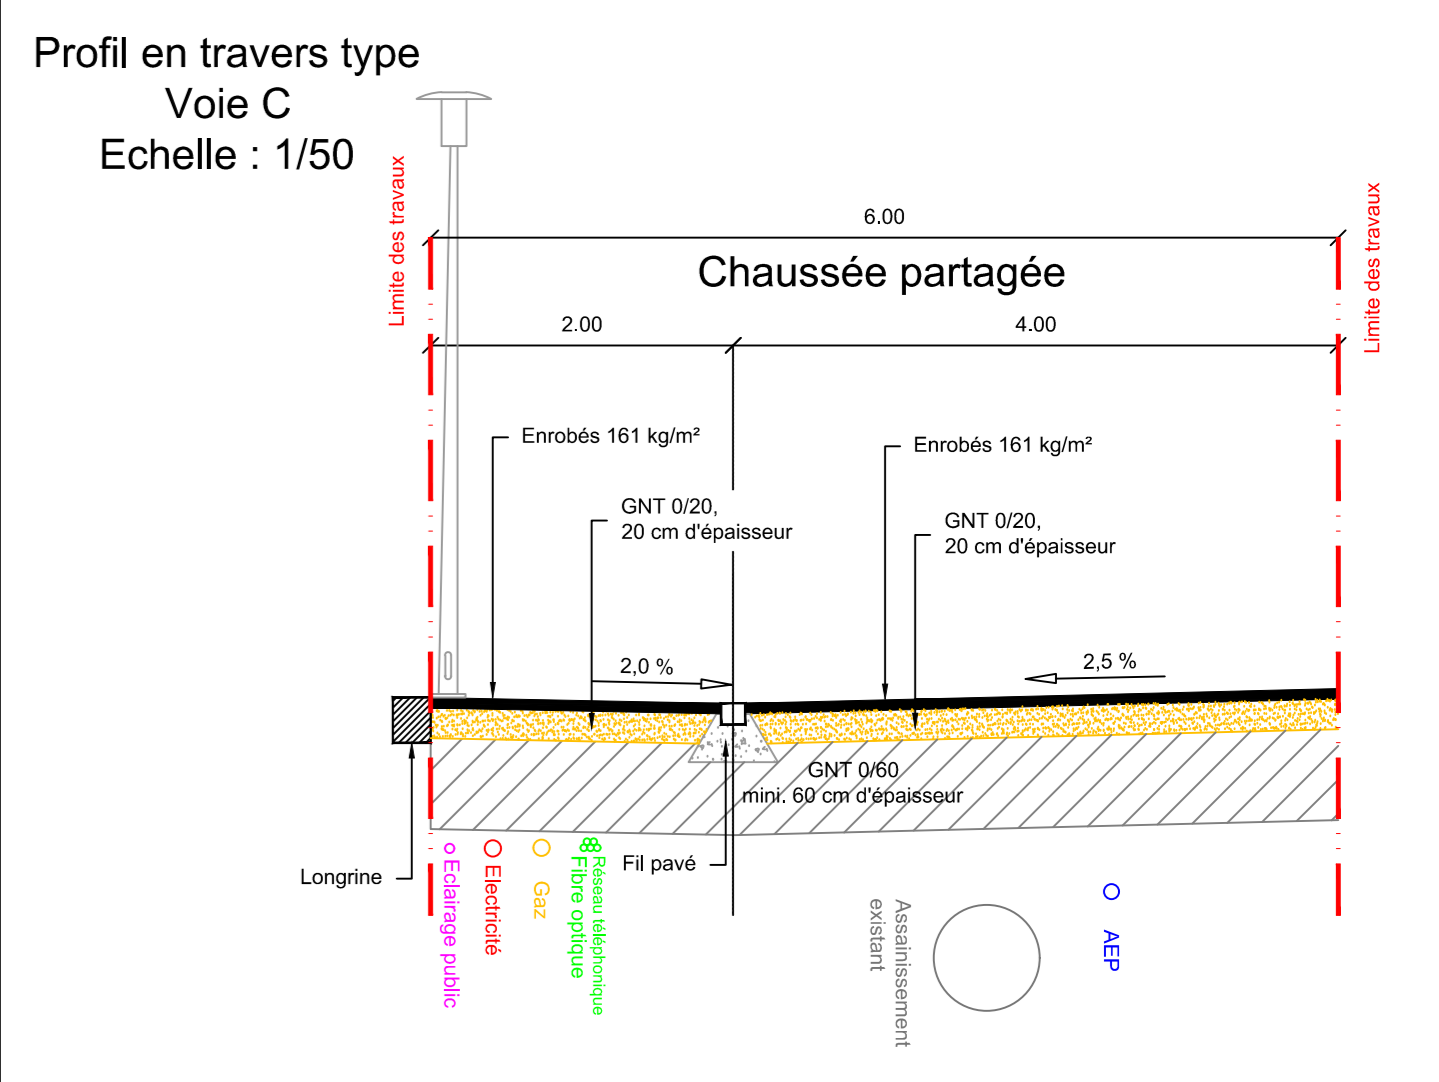 Profil en travers type
Voie C
Echelle : 1/50
Limite des travaux
Limite des travaux
6.00
Chaussée partagée
2.00
4.00
Enrobés 161 kg/m²
Enrobés 161 kg/m²
GNT 0/20,
20 cm d'épaisseur
GNT 0/20,
20 cm d'épaisseur
2,0 %
2,5 %
GNT 0/60
mini. 60 cm d'épaisseur
Longrine
Fil pavé
Eclairage public
Electricité
Gaz
Réseau téléphonique
Fibre optique
Assainissement
existant
AEP